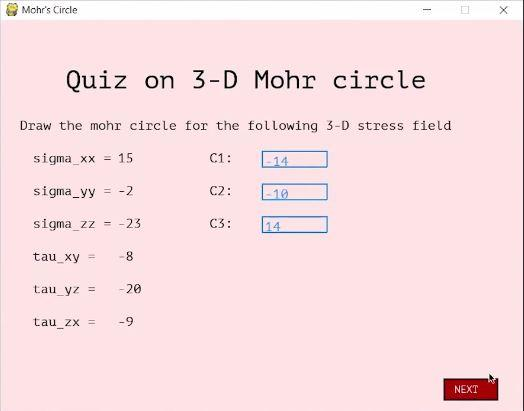 Mohr's Circle
Quiz on 3-D Mohr circle
Draw the mohr circle for the following 3-D stress field
sigma_xx = 15 C1: -14
sigma_yy = -2 C2: -10
sigma_zz = -23 C3: 14
tau_xy = -8
tau_yz = -20
tau_zx = -9
NEXT